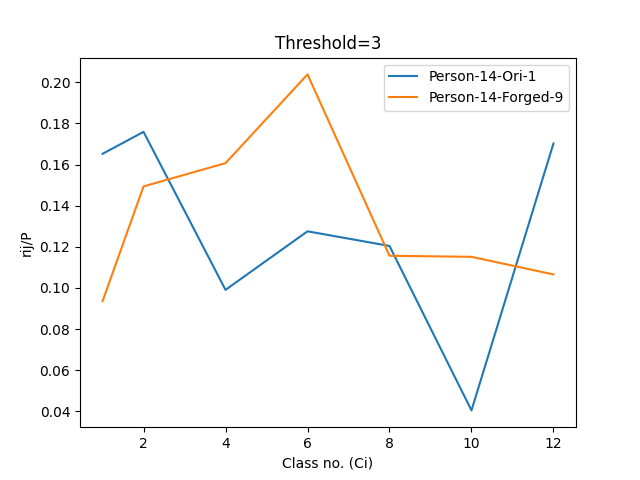 Threshold=3
Person-14-Ori-1
Person-14-Forged-9
rij/P
0.20
0.18
0.16
0.14
0.12
0.10
0.08
0.06
0.04
2 4 6 8 10 12
Class no. (Ci)